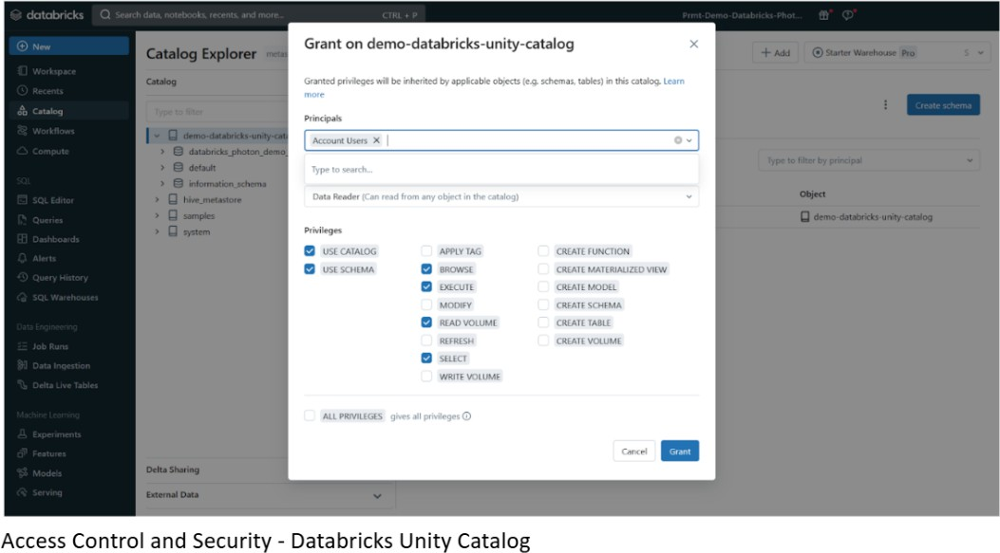 databricks
Search data, notebooks, recents, and more...
CTRL + P
Prmt-Demo-Databricks-Phot...
New
Workspace
Recents
Catalog
Workflows
Compute
SQL
SQL Editor
Queries
Dashboards
Alerts
Query History
SQL Warehouses
Data Engineering
Job Runs
Data Ingestion
Delta Live Tables
Machine Learning
Experiments
Features
Models
Serving
Catalog Explorer metas
Catalog
Type to filter
demo-databricks-unity-cata
databricks_photon_demo_
default
information_schema
hive_metastore
samples
system
Delta Sharing
External Data
Grant on demo-databricks-unity-catalog
Granted privileges will be inherited by applicable objects (e.g. schemas, tables) in this catalog. Learn
more
Principals
Account Users
Type to search...
Data Reader (Can read from any object in the catalog)
Privileges
USE CATALOG
USE SCHEMA
APPLY TAG
BROWSE
EXECUTE
MODIFY
READ VOLUME
REFRESH
SELECT
WRITE VOLUME
CREATE FUNCTION
CREATE MATERIALIZED VIEW
CREATE MODEL
CREATE SCHEMA
CREATE TABLE
CREATE VOLUME
ALL PRIVILEGES gives all privileges
Cancel
Grant
+ Add
Starter Warehouse Pro S
Create schema
Type to filter by principal
Object
demo-databricks-unity-catalog
Access Control and Security - Databricks Unity Catalog